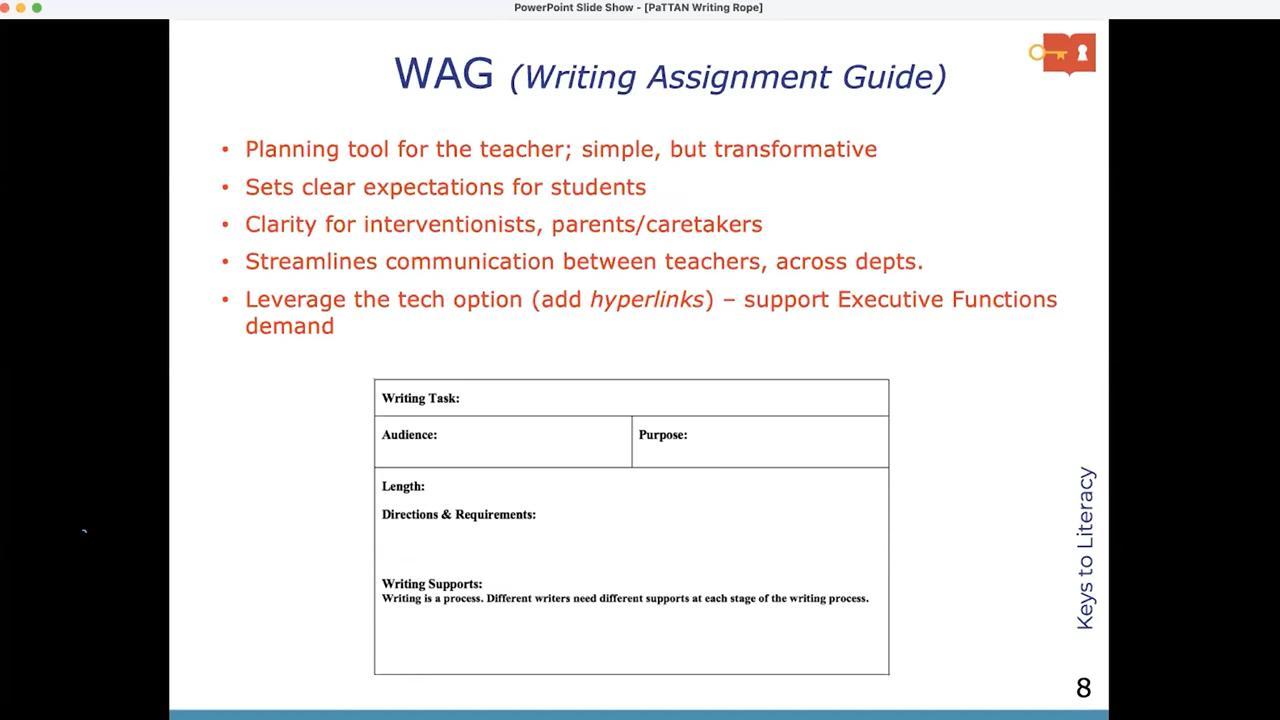 PowerPoint Slide Show - [PaTTAN Writing Rope]
WAG (Writing Assignment Guide)
• Planning tool for the teacher; simple, but transformative
• Sets clear expectations for students
• Clarity for interventionists, parents/caretakers
• Streamlines communication between teachers, across depts.
• Leverage the tech option (add hyperlinks) – support Executive Functions
demand
Writing Task:
Audience:
Purpose:
Length:
Directions & Requirements:
Writing Supports:
Writing is a process. Different writers need different supports at each stage of the writing process.
Keys to Literacy
8